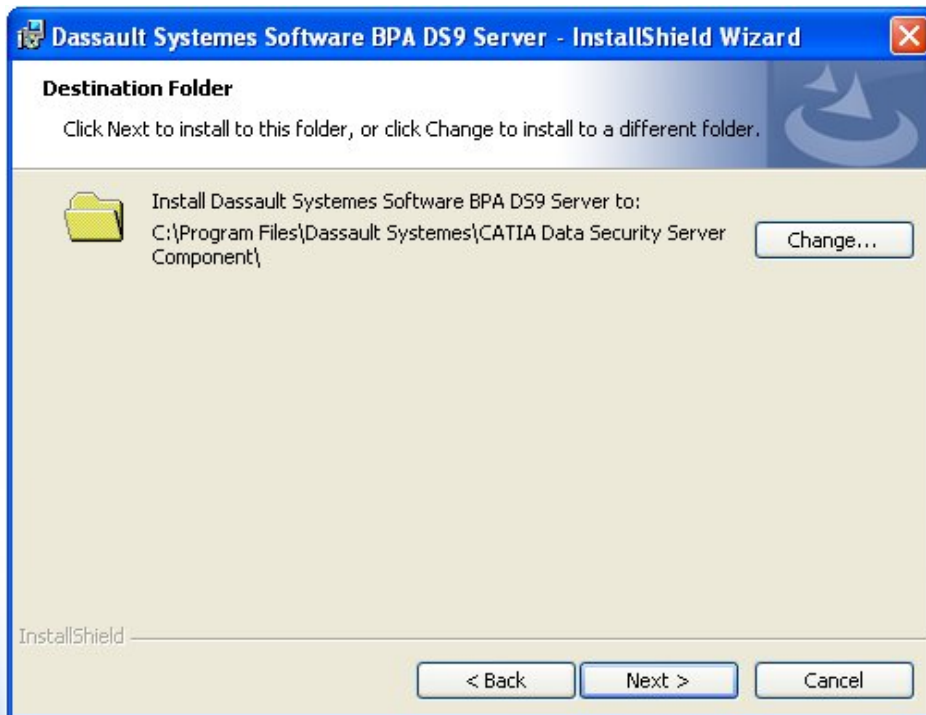 Dassault Systemes Software BPA DS9 Server - InstallShield Wizard
Destination Folder
Click Next to install to this folder, or click Change to install to a different folder.
Install Dassault Systemes Software BPA DS9 Server to:
C:\Program Files\Dassault Systemes\CATIA Data Security Server
Component\
Change...
InstallShield
< Back
Next >
Cancel